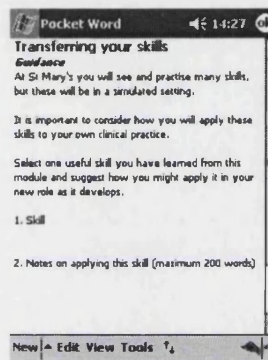 Pocket Word 14:27 ok
Transferring your skills
Guidance
At St Mary's you will see and practise many skills,
but these will be in a simulated setting.
It is important to consider how you will apply these
skills to your own clinical practice.
Select one useful skill you have learned from this
module and suggest how you might apply it in your
new role as it develops.
1. Skill
2. Notes on applying this skill (maximum 200 words)
New Edit View Tools